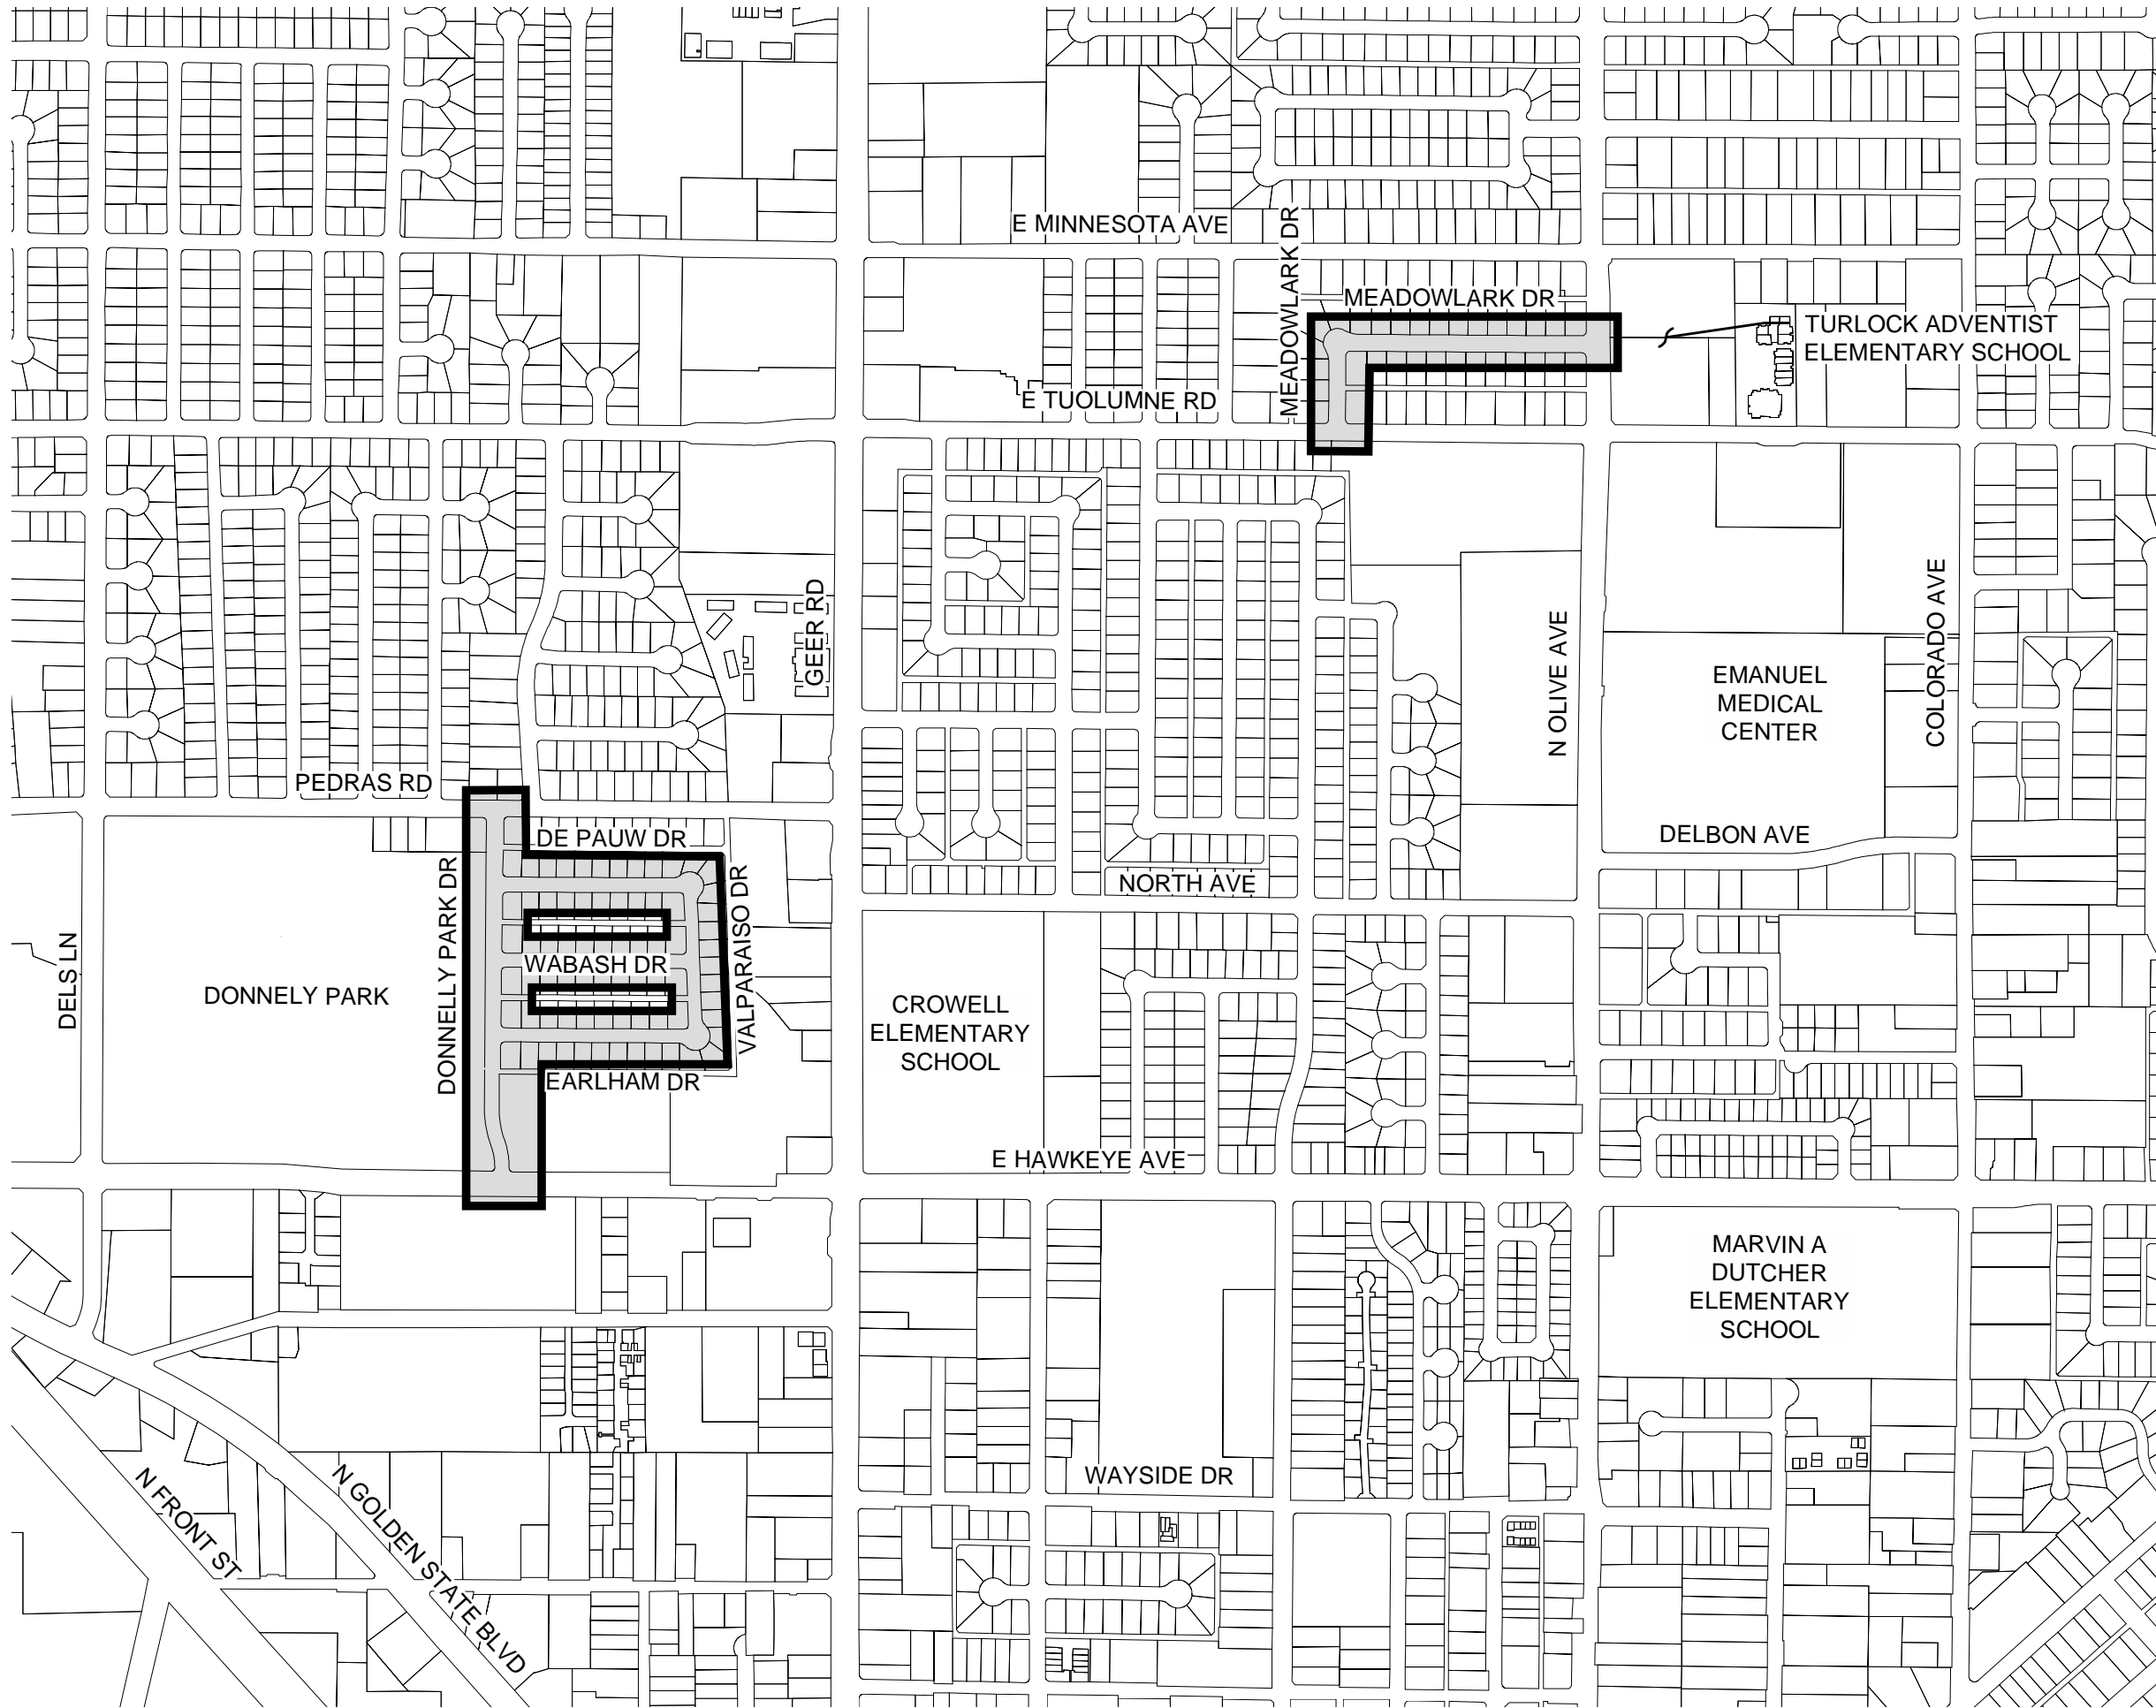 E MINNESOTA AVE
MEADOWLARK DR
MEADOWLARK DR
TURLOCK ADVENTIST
ELEMENTARY SCHOOL
E TUOLUMNE RD
GEER RD
N OLIVE AVE
COLORADO AVE
EMANUEL
MEDICAL
CENTER
PEDRAS RD
DE PAUW DR
DELBON AVE
NORTH AVE
DONNELLY PARK DR
VALPARAISO DR
WABASH DR
DELS LN
DONNELY PARK
CROWELL
ELEMENTARY
SCHOOL
EARLHAM DR
E HAWKEYE AVE
MARVIN A
DUTCHER
ELEMENTARY
SCHOOL
WAYSIDE DR
N FRONT ST
N GOLDEN STATE BLVD